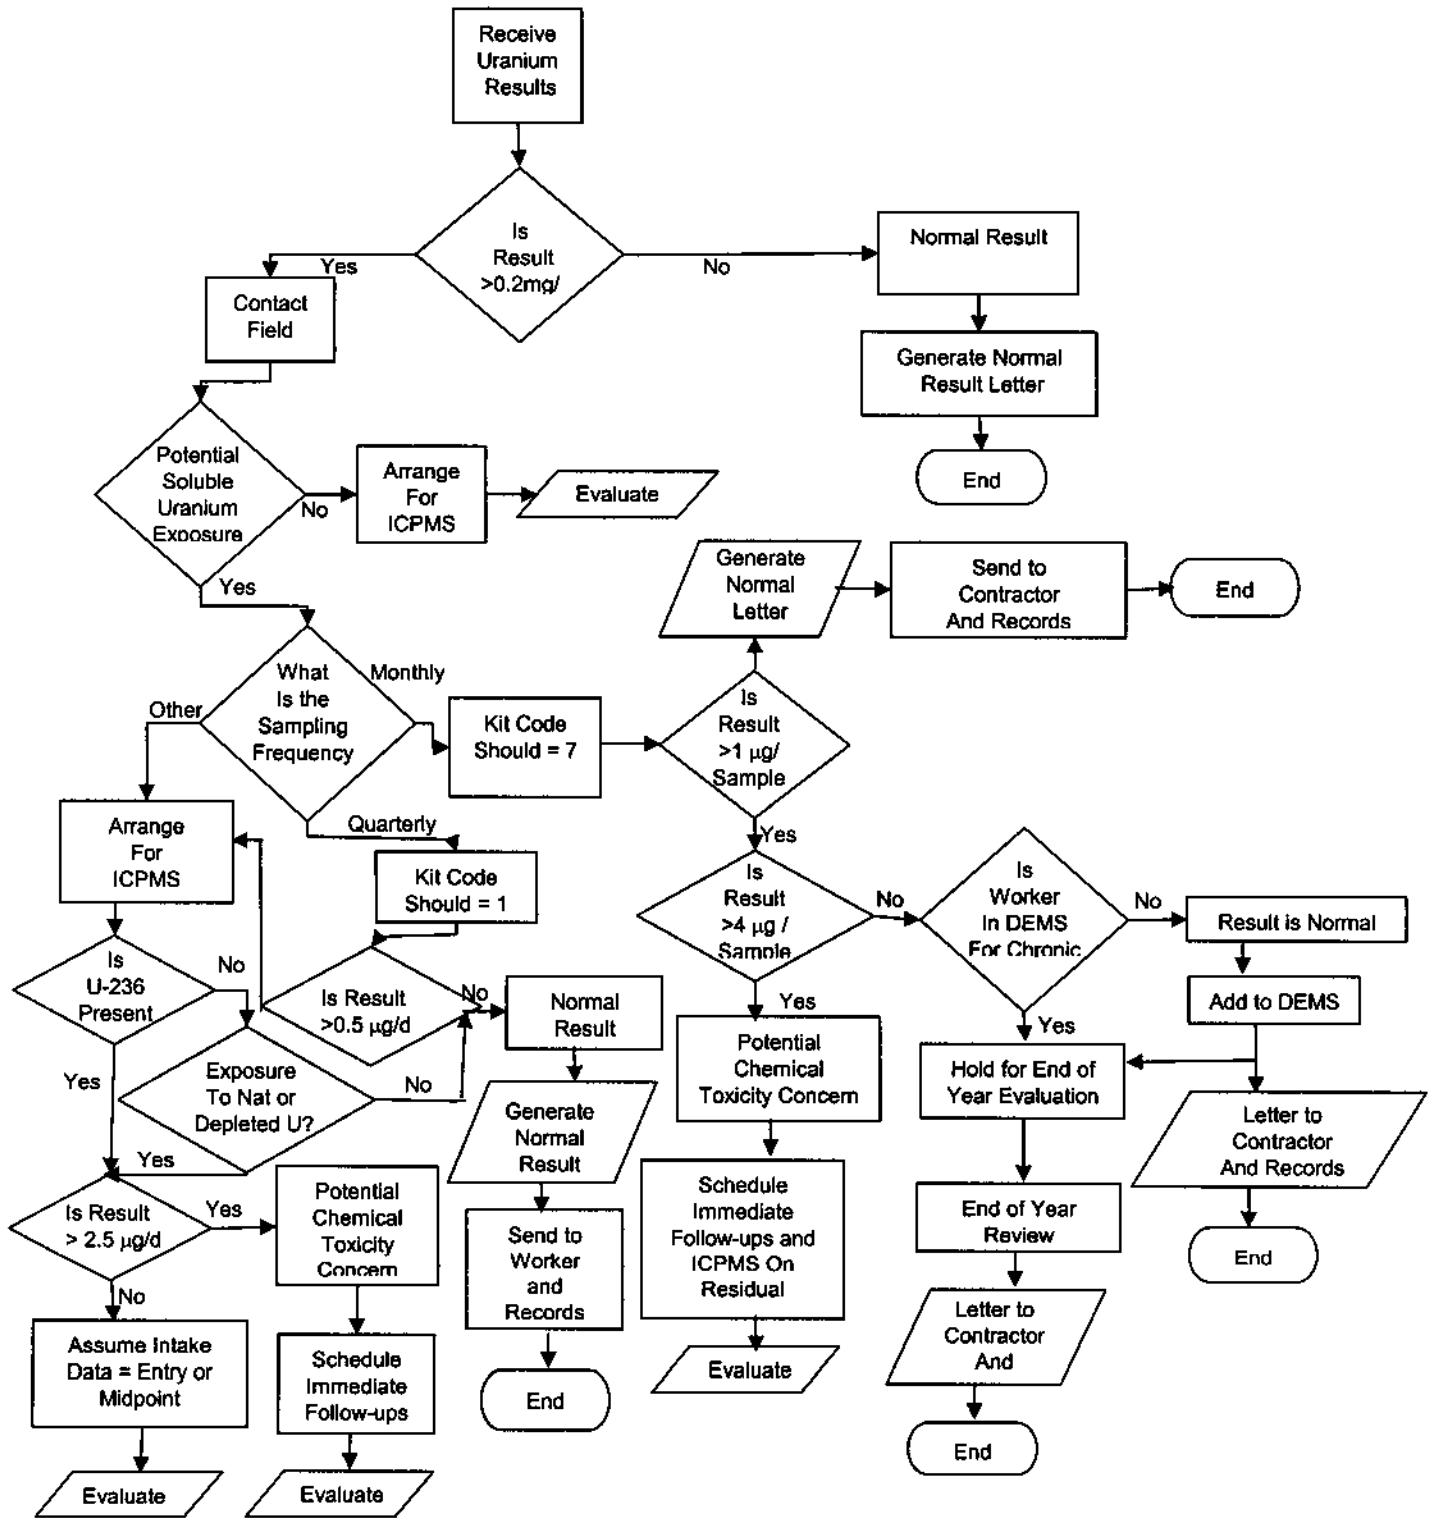 Receive
Uranium
Results
Is
Result
>0.2mg/
Yes
No
Normal Result
Contact
Field
Generate Normal
Result Letter
End
Potential
Soluble
Uranium
Exposure
No
Arrange
For
ICPMS
Evaluate
Yes
Generate
Normal
Letter
Send to
Contractor
And Records
End
What
Is the
Sampling
Frequency
Monthly
Other
Kit Code
Should = 7
Is
Result
>1 µg/
Sample
Quarterly
Yes
Arrange
For
ICPMS
Kit Code
Should = 1
Is
Result
>4 µg /
Sample
No
Is
Worker
In DEMS
For Chronic
No
Result is Normal
Is
U-236
Present
No
Is Result
>0.5 µg/d
No
Normal
Result
Yes
Add to DEMS
Yes
Potential
Chemical
Toxicity Concern
Hold for End of
Year Evaluation
Yes
Exposure
To Nat or
Depleted U?
No
Generate
Normal
Result
Letter to
Contractor
And Records
Yes
Is Result
> 2.5 µg/d
Yes
Potential
Chemical
Toxicity
Concern
Send to
Worker
and
Records
Schedule
Immediate
Follow-ups and
ICPMS On
Residual
End of Year
Review
End
No
Assume Intake
Data = Entry or
Midpoint
Schedule
Immediate
Follow-ups
End
Evaluate
Letter to
Contractor
And
End
Evaluate
Evaluate